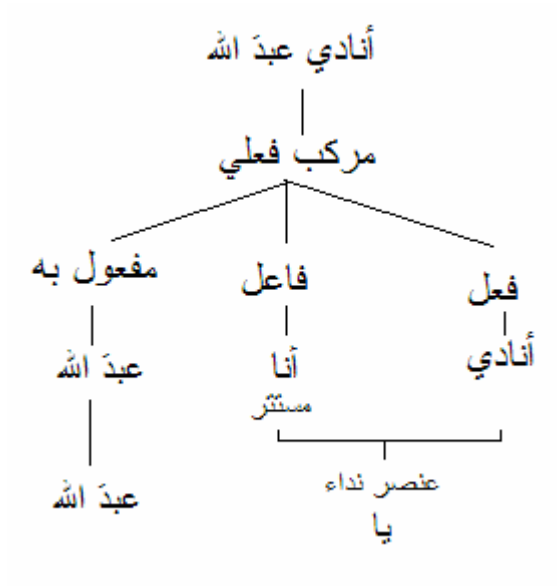 أنادي عبدَ الله
مركب فعلي
فعل فاعل مفعول به
أنادي أنا عبدَ الله
مستتر
عنصر نداء عبدَ الله
يا